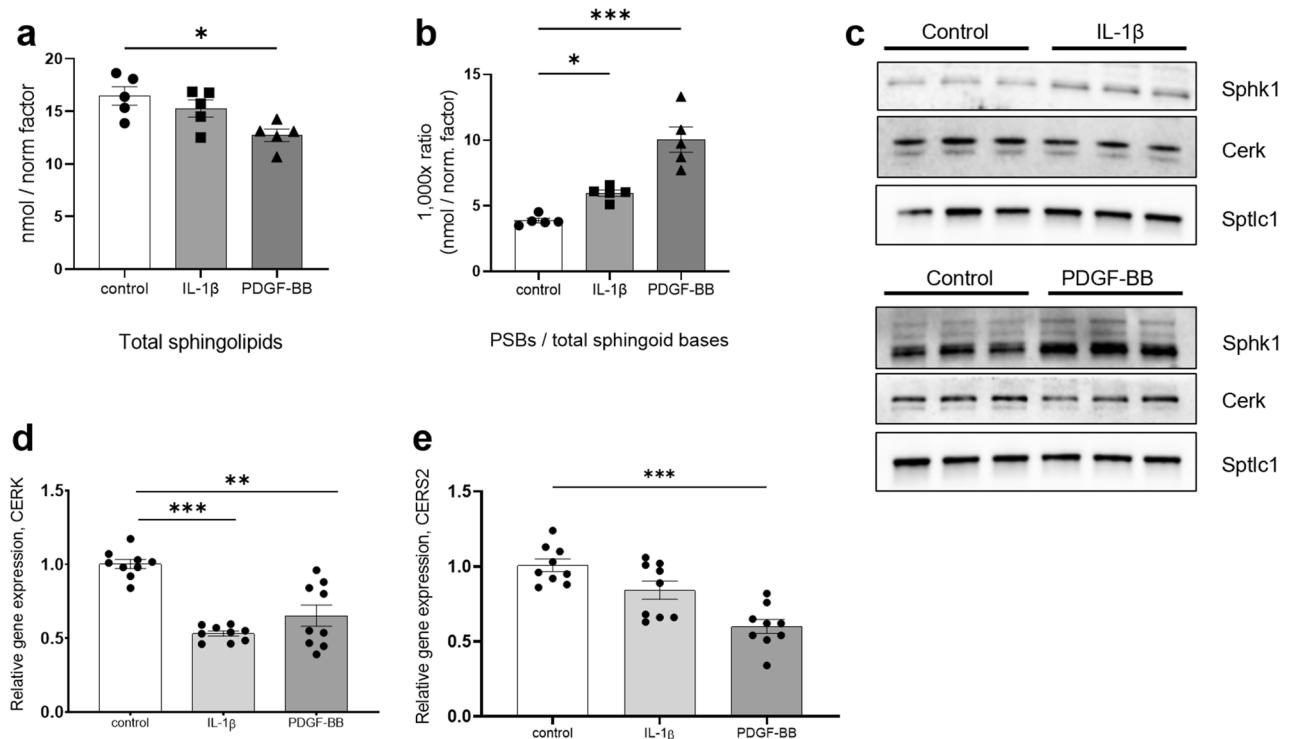 a
*
20
15
10
5
0
nmol / norm factor
control IL-1β PDGF-BB
Total sphingolipids
b
***
*
15
10
5
0
1,000x ratio
(nmol / norm. factor)
control IL-1β PDGF-BB
PSBs / total sphingoid bases
c
Control IL-1β
Sphk1
Cerk
Sptlc1
Control PDGF-BB
Sphk1
Cerk
Sptlc1
d
**
***
1.5
1.0
0.5
0.0
Relative gene expression, CERK
control IL-1β PDGF-BB
e
***
1.5
1.0
0.5
0.0
Relative gene expression, CERS2
control IL-1β PDGF-BB